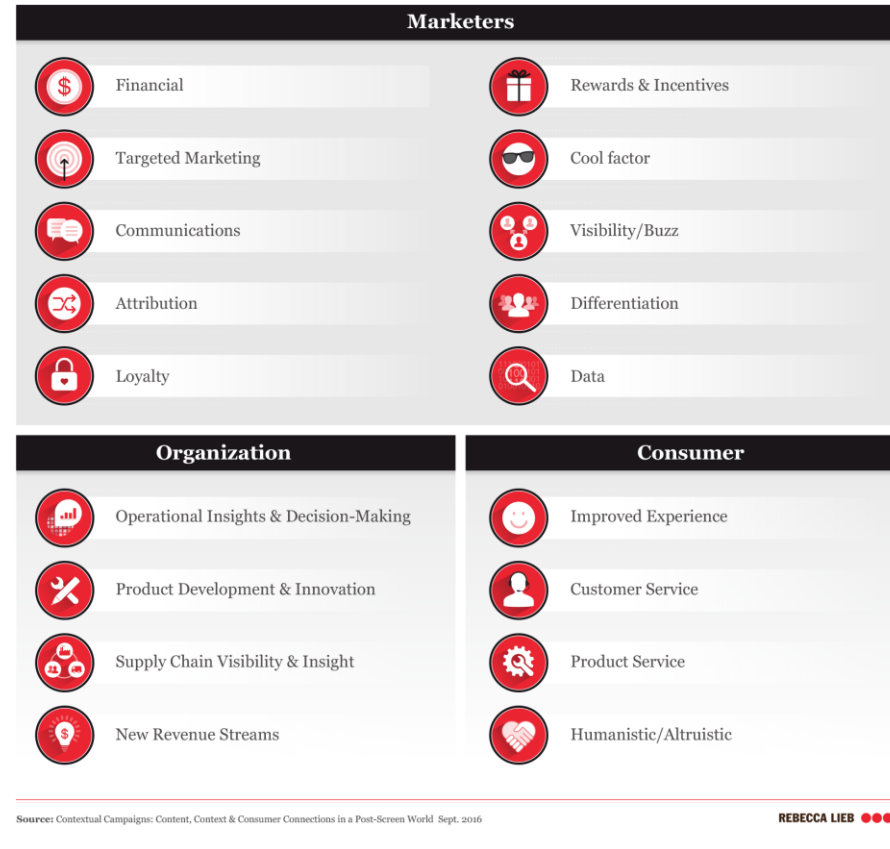 Marketers
Financial
Rewards & Incentives
Targeted Marketing
Cool factor
Communications
Visibility/Buzz
Attribution
Differentiation
Loyalty
Data
Organization
Consumer
Operational Insights & Decision-Making
Improved Experience
Product Development & Innovation
Customer Service
Supply Chain Visibility & Insight
Product Service
New Revenue Streams
Humanistic/Altruistic
Source: Contextual Campaigns: Content, Context & Consumer Connections in a Post-Screen World Sept. 2016
REBECCA LIEB